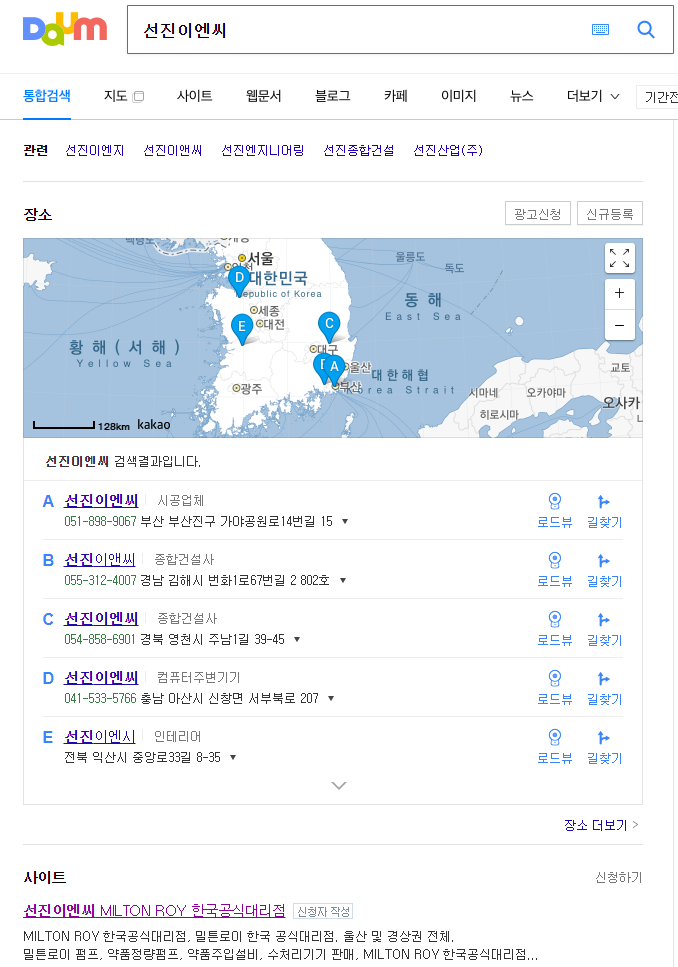 Daum
선진이엔씨
통합검색 지도 사이트 웹문서 블로그 카페 이미지 뉴스 더보기 기간전
관련 선진이엔지 선진이앤씨 선진엔지니어링 선진종합건설 선진산업(주)
장소
광고신청 신규등록
서울
울릉도
독도
대한민국
Republic of Korea
D
세종
대전
동 해
East Sea
E
C
대구
황 해 ( 서 해 )
Yellow Sea
A
울산
부산
대한해협
Korea Strait
광주
교토
시마네
오카야마
오사카
히로시마
+
−
128km kakao
선진이엔씨 검색결과입니다.
A 선진이엔씨 시공업체
051-898-9067 부산 부산진구 가야공원로14번길 15 ▼
로드뷰 길찾기
B 선진이앤씨 종합건설사
055-312-4007 경남 김해시 번화1로67번길 2 802호 ▼
로드뷰 길찾기
C 선진이엔씨 종합건설사
054-858-6901 경북 영천시 주남1길 39-45 ▼
로드뷰 길찾기
D 선진이엔씨 컴퓨터주변기기
041-533-5766 충남 아산시 신창면 서부북로 207 ▼
로드뷰 길찾기
E 선진이엔시 인테리어
전북 익산시 중앙로33길 8-35 ▼
로드뷰 길찾기
장소 더보기 >
사이트
신청하기
선진이엔씨 MILTON ROY 한국공식대리점 신청자 작성
MILTON ROY 한국공식대리점, 밀튼로이 한국 공식대리점, 울산 및 경상권 전체,
밀튼로이 펌프, 약품정량펌프, 약품주입설비, 수처리기기 판매, MILTON ROY 한국공식대리점...